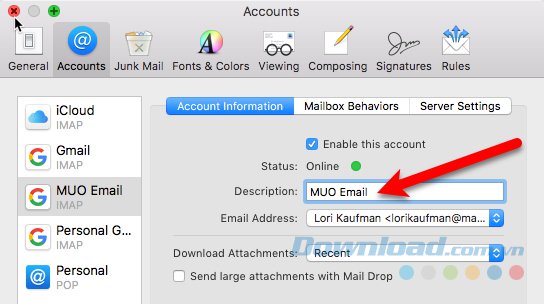 Accounts
General
Accounts
Junk Mail
Fonts & Colors
Viewing
Composing
Signatures
Rules
iCloud
IMAP
Gmail
IMAP
MUO Email
IMAP
Personal G...
IMAP
Personal
POP
Account Information
Mailbox Behaviors
Server Settings
Enable this account
Status: Online
Description: MUO Email
Email Address: Lori Kaufman <lorikaufman@ma...
Download Attachments: Recent
Send large attachments with Mail Drop
Download.com.vn